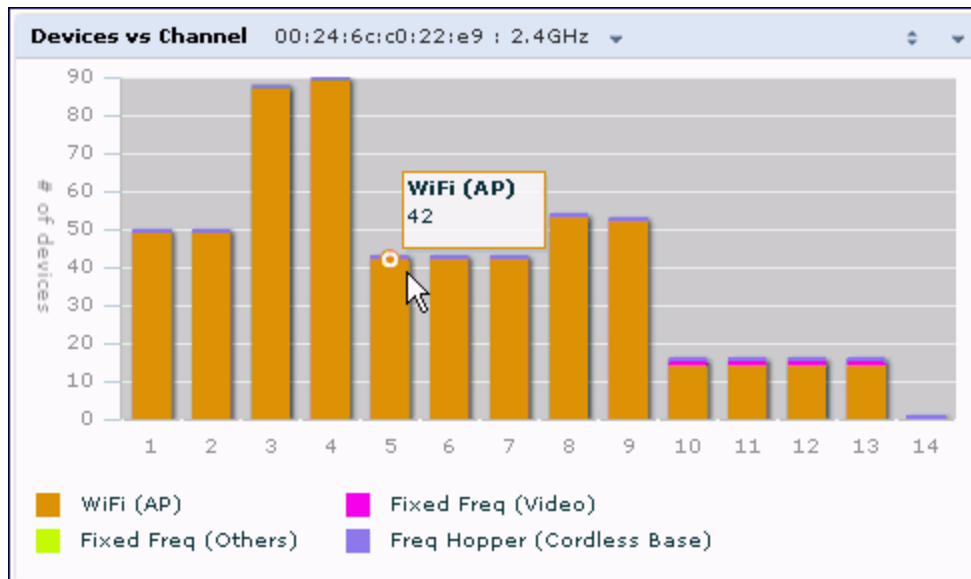 Devices vs Channel 00:24:6c:c0:22:e9 : 2.4GHz
90
80
70
60
50
40
30
20
10
0
# of devices
WiFi (AP)
42
1 2 3 4 5 6 7 8 9 10 11 12 13 14
WiFi (AP) Fixed Freq (Video)
Fixed Freq (Others) Freq Hopper (Cordless Base)